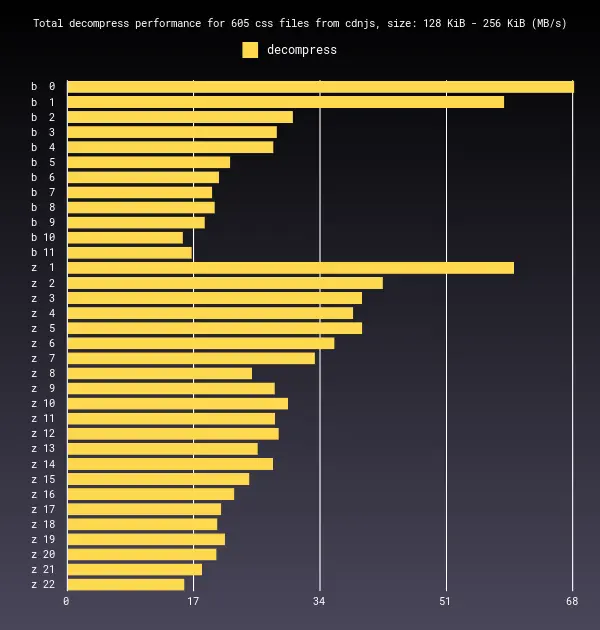 Total decompress performance for 605 css files from cdnjs, size: 128 KiB - 256 KiB (MB/s)
decompress
b 0
b 1
b 2
b 3
b 4
b 5
b 6
b 7
b 8
b 9
b 10
b 11
z 1
z 2
z 3
z 4
z 5
z 6
z 7
z 8
z 9
z 10
z 11
z 12
z 13
z 14
z 15
z 16
z 17
z 18
z 19
z 20
z 21
z 22
0 17 34 51 68